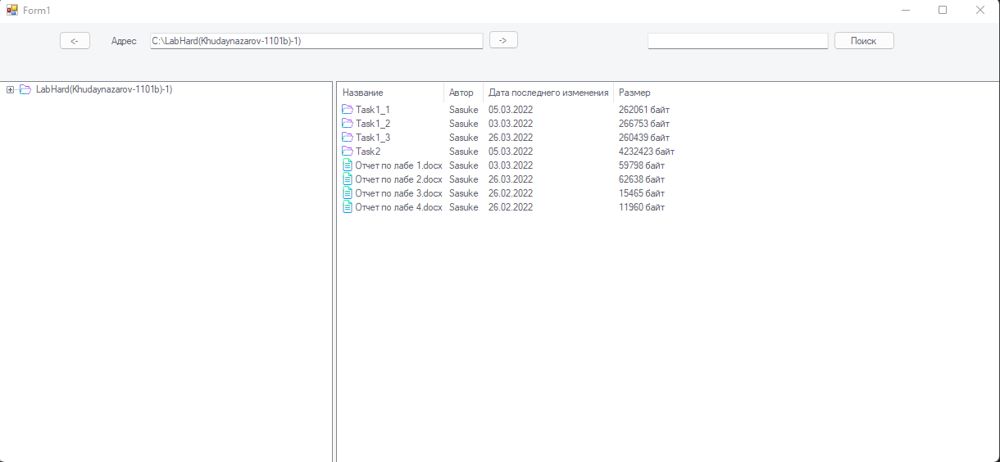 Form1
<- Адрес C:\LabHard(Khudaynazarov-1101b)-1) -> Поиск
LabHard(Khudaynazarov-1101b)-1)
Название Автор Дата последнего изменения Размер
Task1_1 Sasuke 05.03.2022 262061 байт
Task1_2 Sasuke 03.03.2022 266753 байт
Task1_3 Sasuke 26.03.2022 260439 байт
Task2 Sasuke 05.03.2022 4232423 байт
Отчет по лабе 1.docx Sasuke 03.03.2022 59798 байт
Отчет по лабе 2.docx Sasuke 26.03.2022 62638 байт
Отчет по лабе 3.docx Sasuke 26.02.2022 15465 байт
Отчет по лабе 4.docx Sasuke 26.02.2022 11960 байт